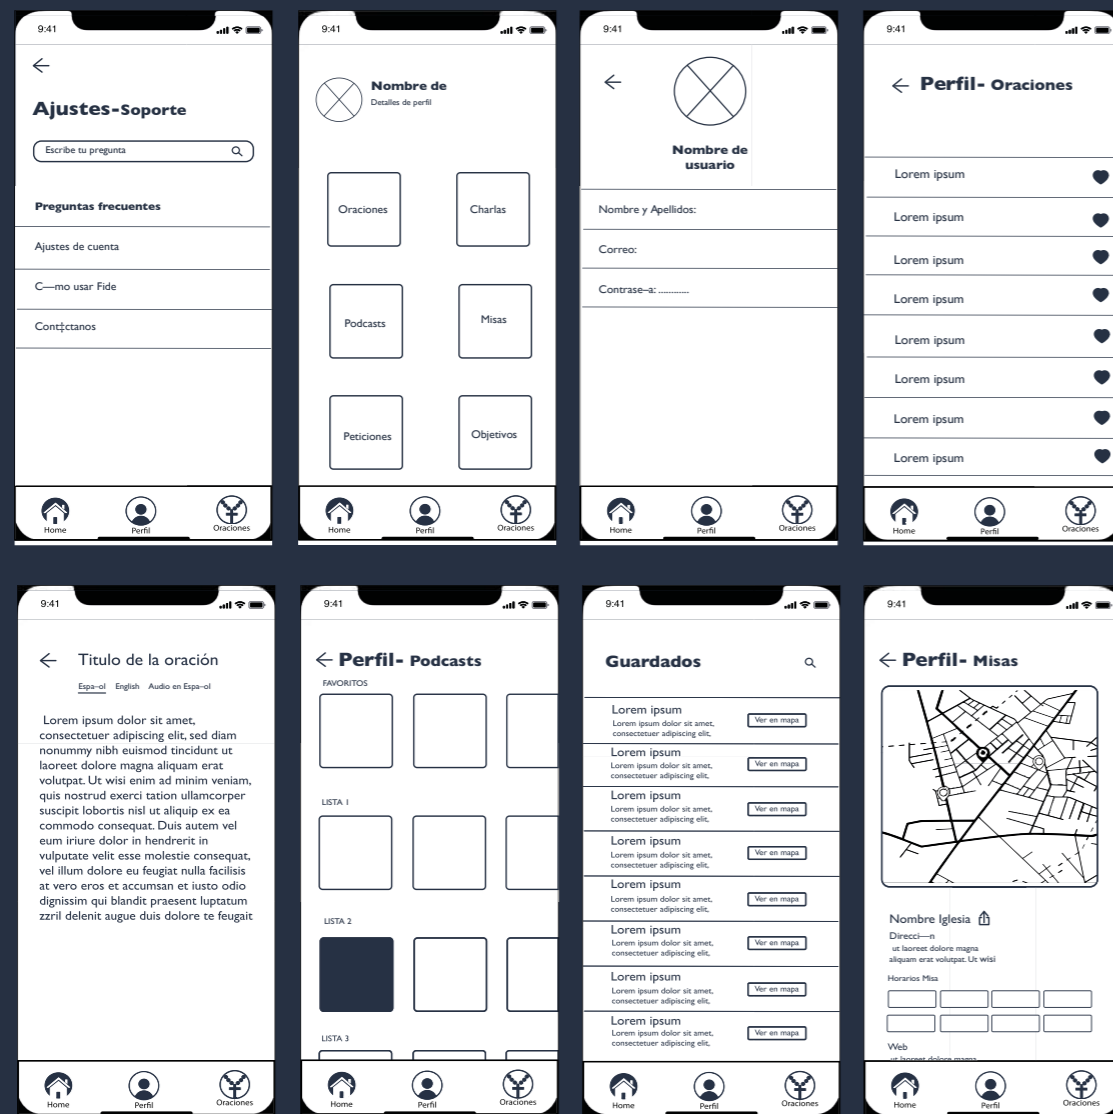 9:41
Ajustes-Soporte
Escribe tu pregunta
Preguntas frecuentes
Ajustes de cuenta
C—mo usar Fide
Cont‡ctanos
Home
Perfil
Oraciones
9:41
Nombre de
Detalles de perfil
Oraciones
Charlas
Podcasts
Misas
Peticiones
Objetivos
Home
Perfil
Oraciones
9:41
Nombre de
usuario
Nombre y Apellidos:
Correo:
Contrase–a: ............
Home
Perfil
Oraciones
9:41
Perfil- Oraciones
Lorem ipsum
Lorem ipsum
Lorem ipsum
Lorem ipsum
Lorem ipsum
Lorem ipsum
Lorem ipsum
Lorem ipsum
Home
Perfil
Oraciones
9:41
Titulo de la oración
Espa–ol English Audio en Espa–ol
Lorem ipsum dolor sit amet,
consectetuer adipiscing elit, sed diam
nonummy nibh euismod tincidunt ut
laoreet dolore magna aliquam erat
volutpat. Ut wisi enim ad minim veniam,
quis nostrud exerci tation ullamcorper
suscipit lobortis nisl ut aliquip ex ea
commodo consequat. Duis autem vel
eum iriure dolor in hendrerit in
vulputate velit esse molestie consequat,
vel illum dolore eu feugiat nulla facilisis
at vero eros et accumsan et iusto odio
dignissim qui blandit praesent luptatum
zzril delenit augue duis dolore te feugait
Home
Perfil
Oraciones
9:41
Perfil- Podcasts
FAVORITOS
LISTA 1
LISTA 2
LISTA 3
Home
Perfil
Oraciones
9:41
Guardados
Lorem ipsum
Lorem ipsum dolor sit amet,
consectetuer adipiscing elit,
Ver en mapa
Lorem ipsum
Lorem ipsum dolor sit amet,
consectetuer adipiscing elit,
Ver en mapa
Lorem ipsum
Lorem ipsum dolor sit amet,
consectetuer adipiscing elit,
Ver en mapa
Lorem ipsum
Lorem ipsum dolor sit amet,
consectetuer adipiscing elit,
Ver en mapa
Lorem ipsum
Lorem ipsum dolor sit amet,
consectetuer adipiscing elit,
Ver en mapa
Lorem ipsum
Lorem ipsum dolor sit amet,
consectetuer adipiscing elit,
Ver en mapa
Lorem ipsum
Lorem ipsum dolor sit amet,
consectetuer adipiscing elit,
Ver en mapa
Lorem ipsum
Lorem ipsum dolor sit amet,
consectetuer adipiscing elit,
Ver en mapa
Home
Perfil
Oraciones
9:41
Perfil- Misas
Nombre Iglesia
Direcci—n
ut laoreet dolore magna
aliquam erat volutpat. Ut wisi
Horarios Misa
Web
ut laoreet dolore magna
Home
Perfil
Oraciones